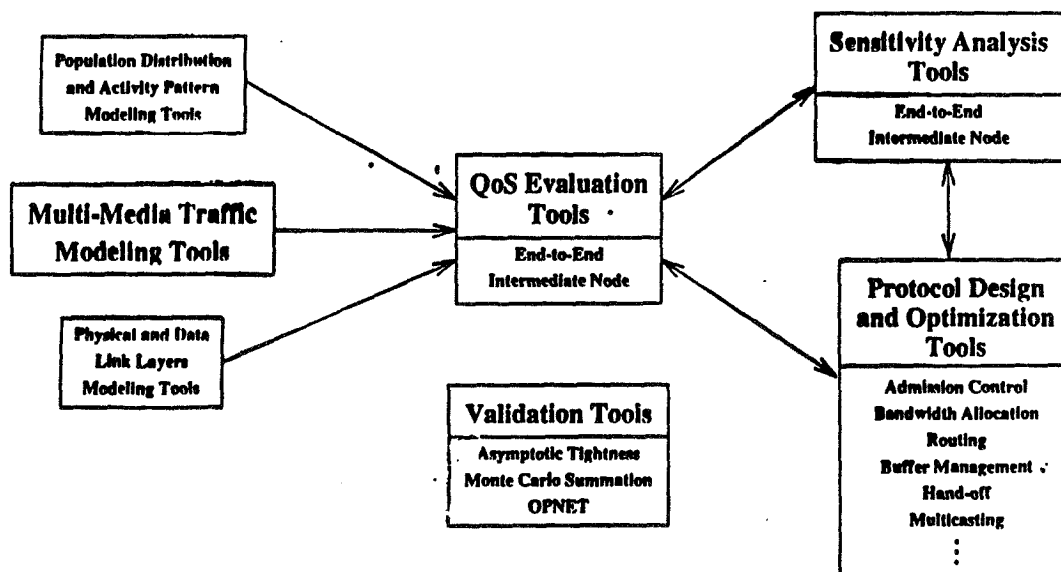 Population Distribution
and Activity Pattern
Modeling Tools
Multi-Media Traffic
Modeling Tools
Physical and Data
Link Layers
Modeling Tools
QoS Evaluation
Tools
End-to-End
Intermediate Node
Validation Tools
Asymptotic Tightness
Monte Carlo Summation
OPNET
Sensitivity Analysis
Tools
End-to-End
Intermediate Node
Protocol Design
and Optimization
Tools
Admission Control
Bandwidth Allocation
Routing
Buffer Management
Hand-off
Multicasting
⋮